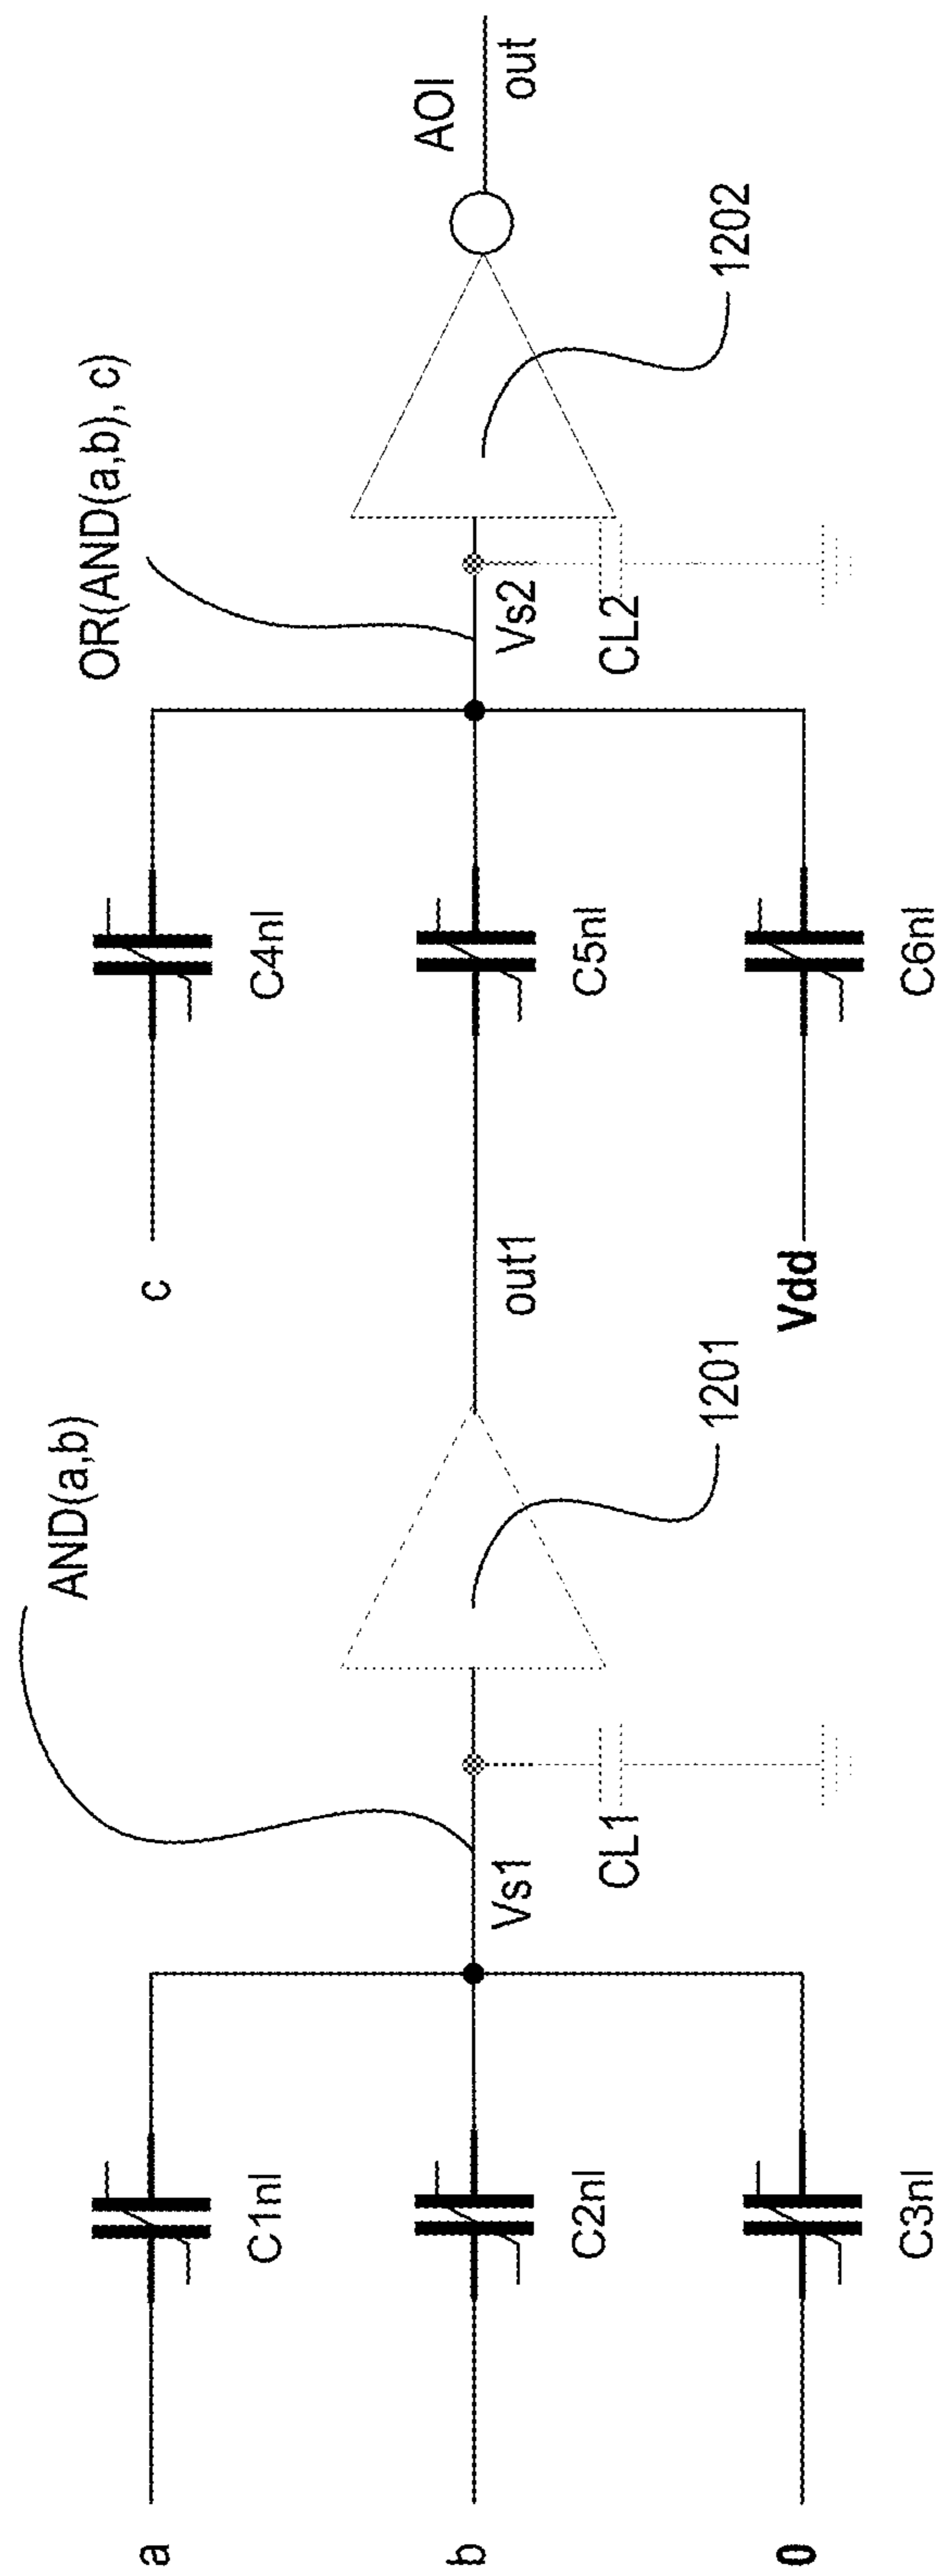 a
b
0
C1nl
C2nl
C3nl
Vs1
CL1
AND(a,b)
1201
out1
c
Vdd
C4nl
C5nl
C6nl
OR(AND(a,b), c)
Vs2
CL2
1202
AOI
out